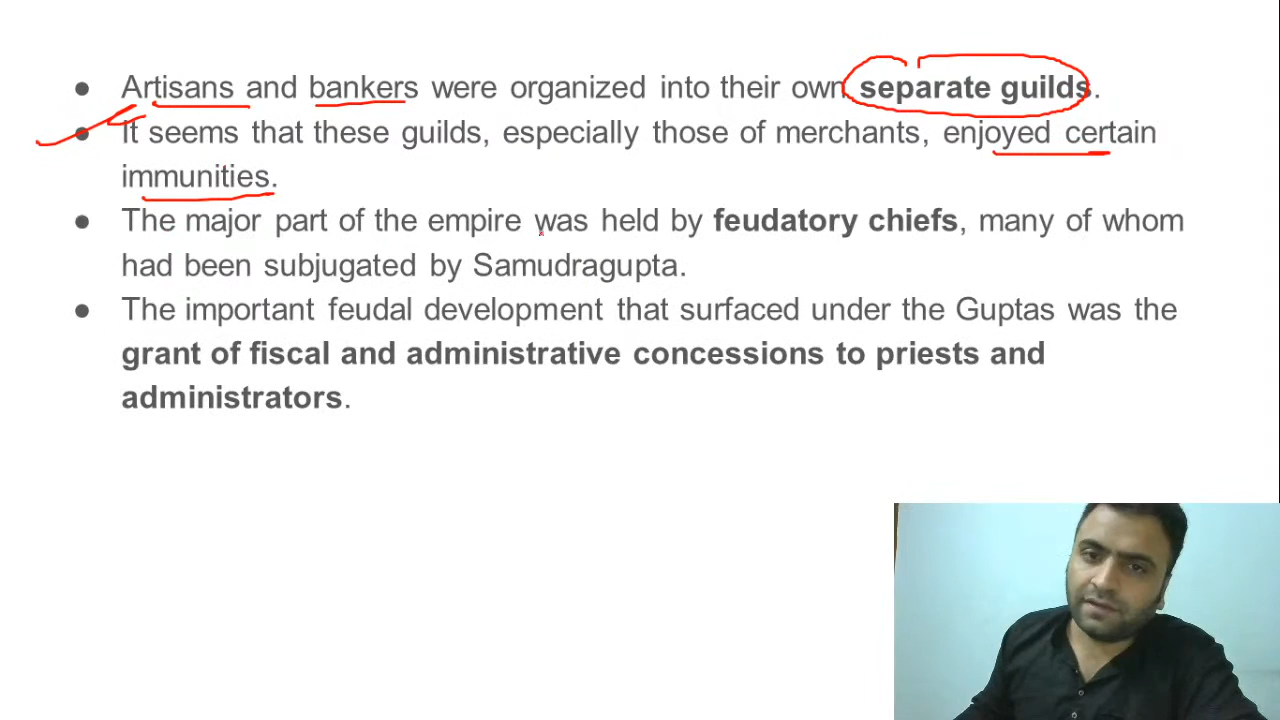 ● Artisans and bankers were organized into their own separate guilds.
● It seems that these guilds, especially those of merchants, enjoyed certain
immunities.
● The major part of the empire was held by feudatory chiefs, many of whom
had been subjugated by Samudragupta.
● The important feudal development that surfaced under the Guptas was the
grant of fiscal and administrative concessions to priests and
administrators.